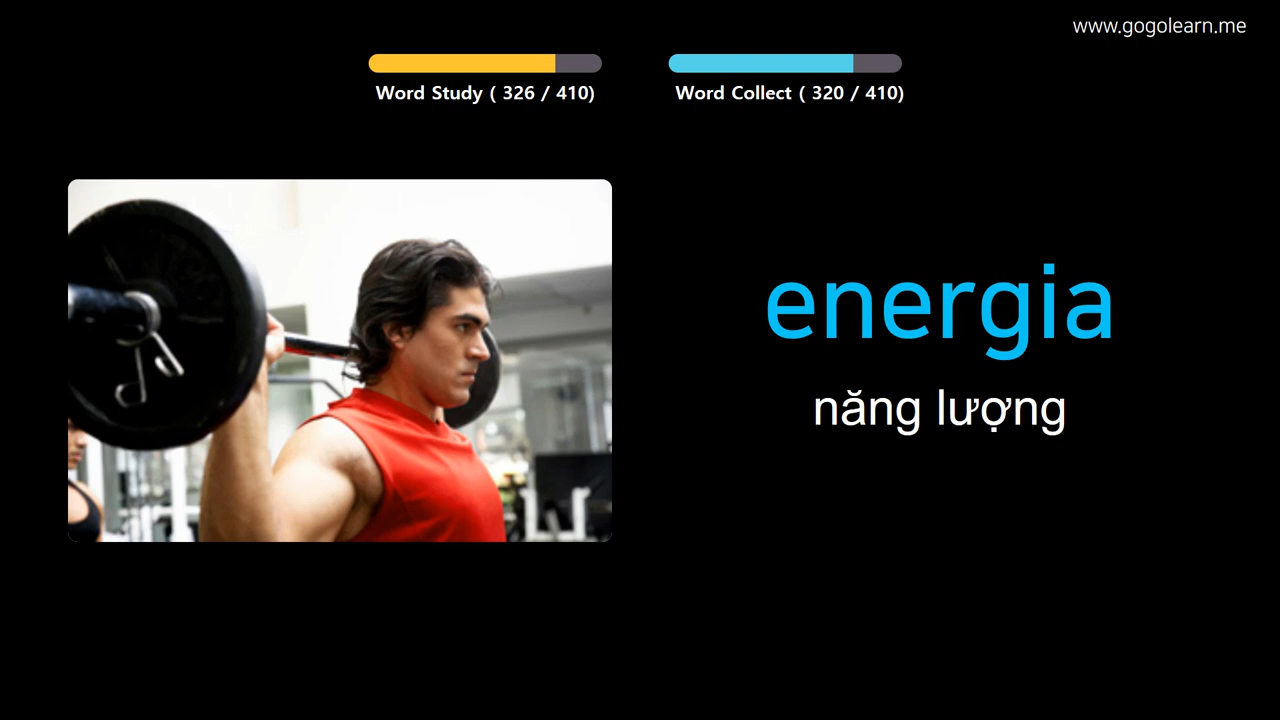 www.gogolearn.me
Word Study ( 326 / 410)
Word Collect ( 320 / 410)
energia
năng lượng